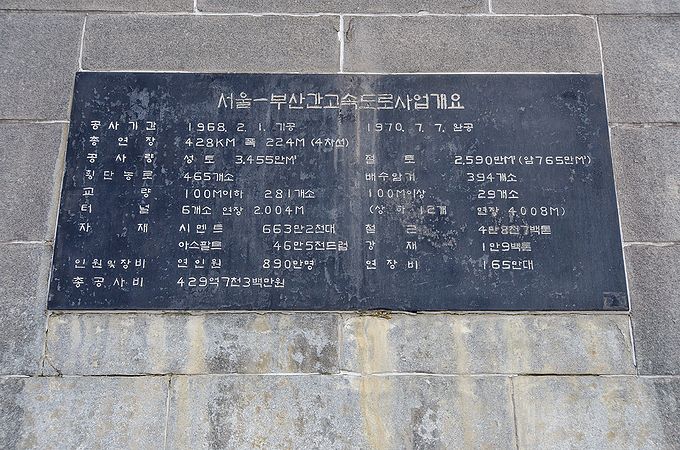 서울-부산간고속도로사업개요
공사기간 1968. 2. 1. 기공 1970. 7. 7. 완공
총연장 428KM 폭 22.4M (4차선)
공사량 성토 3,455만M³ 절토 2,590만M³ (암765만M³)
횡단농로 465개소 배수암거 394개소
교량 100M이하 281개소 100M이상 29개소
터널 6개소 연장 2.004M (상, 하 12개 연장 4,008M)
자재 시멘트 663만2천대 철근 4만8천7백톤
아스팔트 46만5천드럼 강재 1만9백톤
인원및장비 연인원 890만명 연장비 165만대
총공사비 429억7천3백만원